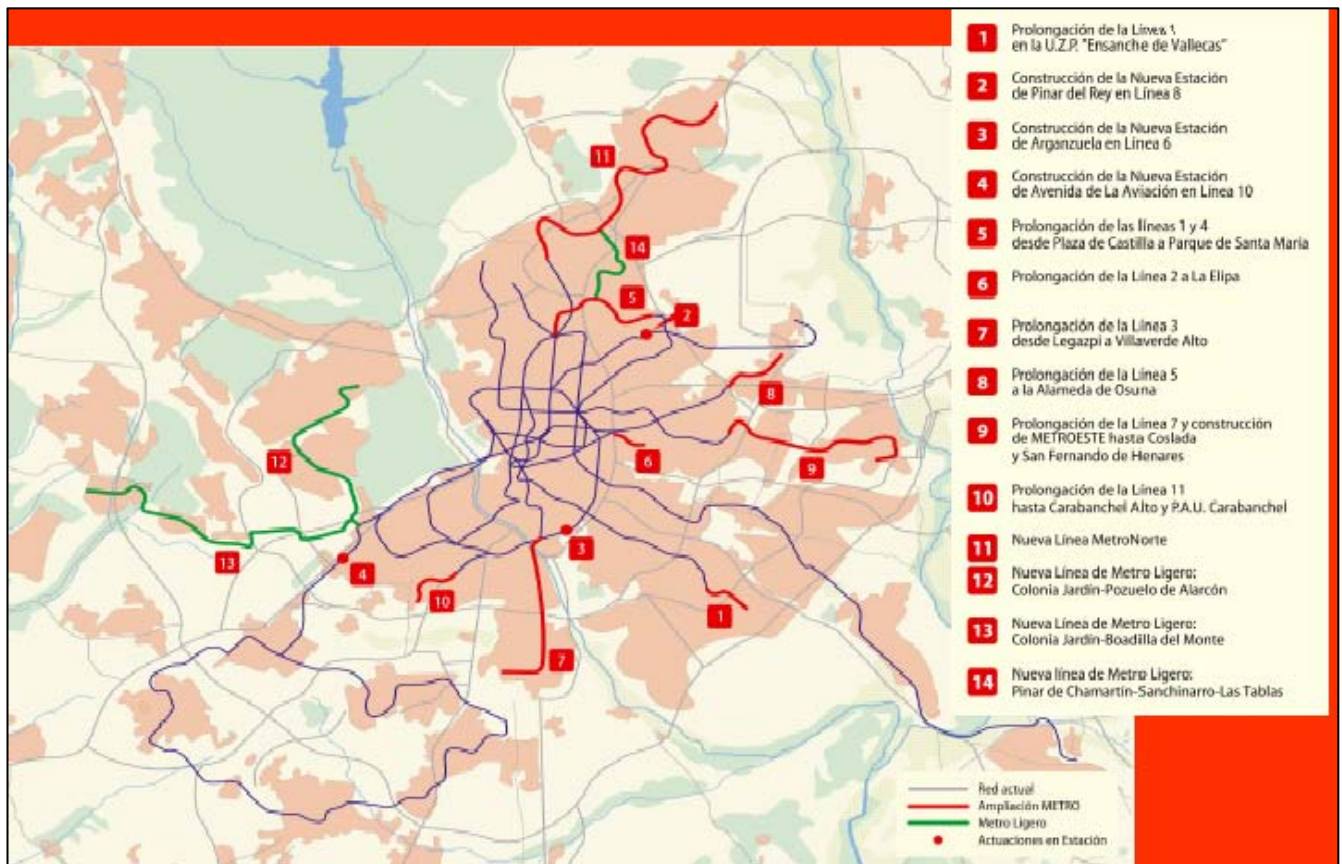 1
Prolongación de la Línea 1
en la U.Z.P. "Ensanche de Vallecas"
2
Construcción de la Nueva Estación
de Pinar del Rey en Línea 8
3
Construcción de la Nueva Estación
de Arganzuela en Línea 6
4
Construcción de la Nueva Estación
de Avenida de La Aviación en Línea 10
5
Prolongación de las líneas 1 y 4
desde Plaza de Castilla a Parque de Santa María
6
Prolongación de la Línea 2 a La Elipa
7
Prolongación de la Línea 3
desde Legazpi a Villaverde Alto
8
Prolongación de la Línea 5
a la Alameda de Osuna
9
Prolongación de la Línea 7 y construcción
de METROESTE hasta Coslada
y San Fernando de Henares
10
Prolongación de la Línea 11
hasta Carabanchel Alto y P.A.U. Carabanchel
11
Nueva Línea MetroNorte
12
Nueva Línea de Metro Ligero:
Colonia Jardín-Pozuelo de Alarcón
13
Nueva Línea de Metro Ligero:
Colonia Jardín-Boadilla del Monte
14
Nueva línea de Metro Ligero:
Pinar de Chamartín-Sanchinarro-Las Tablas
11
14
5
2
8
12
6
9
3
13
4
10
1
7
Red actual
Ampliación METRO
Metro Ligero
Actuaciones en Estación